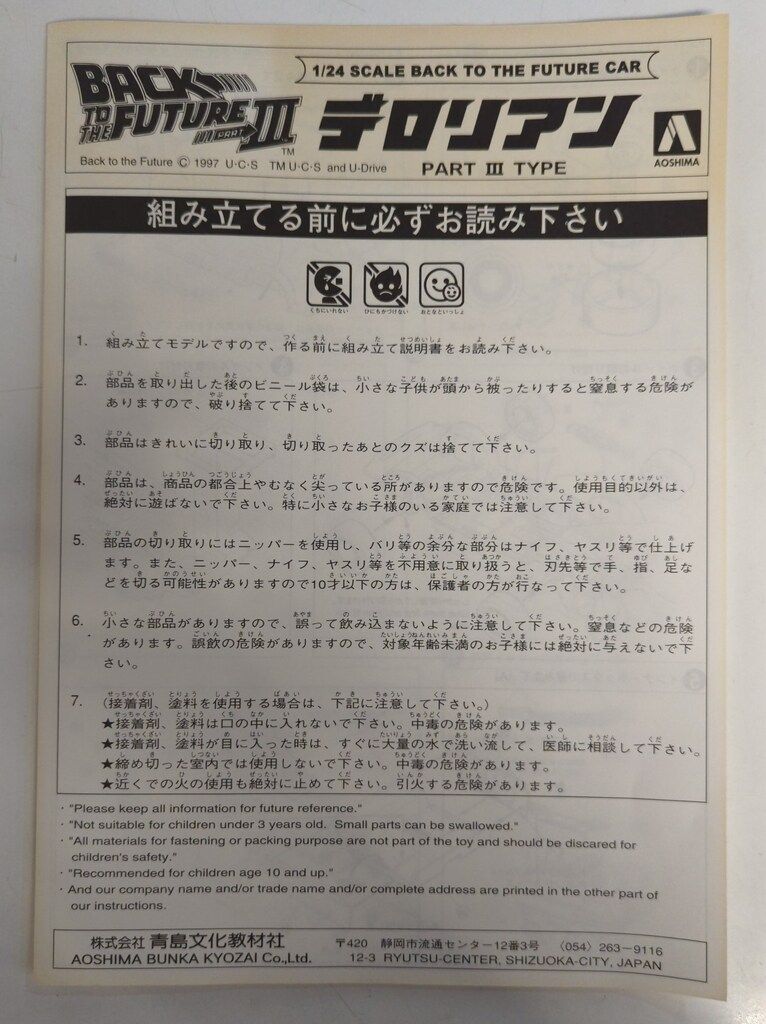 BACK TO THE FUTURE PART III TM
1/24 SCALE BACK TO THE FUTURE CAR
デロリアン
PART III TYPE
AOSHIMA
Back to the Future © 1997 U・C・S TM U・C・S and U-Drive
組み立てる前に必ずお読み下さい
くちにいれない ひにちかづけない おとなといっしょ
1. 組み立てモデルですので、作る前に組み立て説明書をお読み下さい。
2. 部品を取り出した後のビニール袋は、小さな子供が頭から被ったりすると窒息する危険が
ありますので、破り捨てて下さい。
3. 部品はきれいに切り取り、切り取ったあとのクズは捨てて下さい。
4. 部品は、商品の都合上やむなく尖っている所がありますので危険です。使用目的以外は、
絶対に遊ばないで下さい。特に小さなお子様のいる家庭では注意して下さい。
5. 部品の切り取りにはニッパーを使用し、バリ等の余分な部分はナイフ、ヤスリ等で仕上げ
ます。また、ニッパー、ナイフ、ヤスリ等を不用意に取り扱うと、刃先等で手、指、足な
どを切る可能性がありますので10才以下の方は、保護者の方が行なって下さい。
6. 小さな部品がありますので、誤って飲み込まないように注意して下さい。窒息などの危険
があります。誤飲の危険がありますので、対象年齢未満のお子様には絶対に与えないで下
さい。
7. (接着剤、塗料を使用する場合は、下記に注意して下さい。)
★接着剤、塗料は口の中に入れないで下さい。中毒の危険があります。
★接着剤、塗料が目に入った時は、すぐに大量の水で洗い流して、医師に相談して下さい。
★締め切った室内では使用しないで下さい。中毒の危険があります。
★近くでの火の使用も絶対に止めて下さい。引火する危険があります。
・"Please keep all information for future reference."
・"Not suitable for children under 3 years old. Small parts can be swallowed."
・"All materials for fastening or packing purpose are not part of the toy and should be discared for
children's safety."
・"Recommended for children age 10 and up."
・And our company name and/or trade name and/or complete address are printed in the other part of
our instructions.
株式会社 青島文化教材社 〒420 静岡市流通センター12番3号 〈054〉263－9116
AOSHIMA BUNKA KYOZAI Co.,Ltd. 12-3 RYUTSU-CENTER, SHIZUOKA-CITY, JAPAN